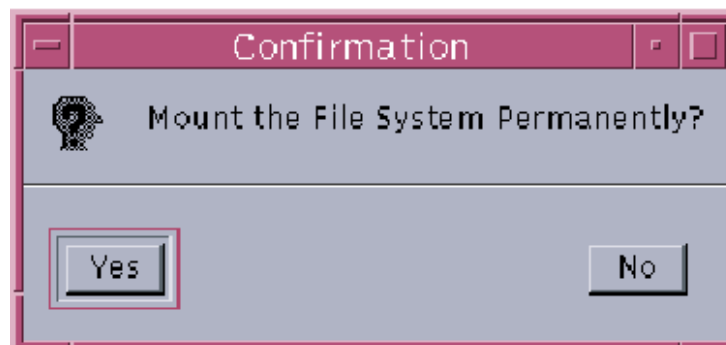 Confirmation
Mount the File System Permanently?
Yes
No